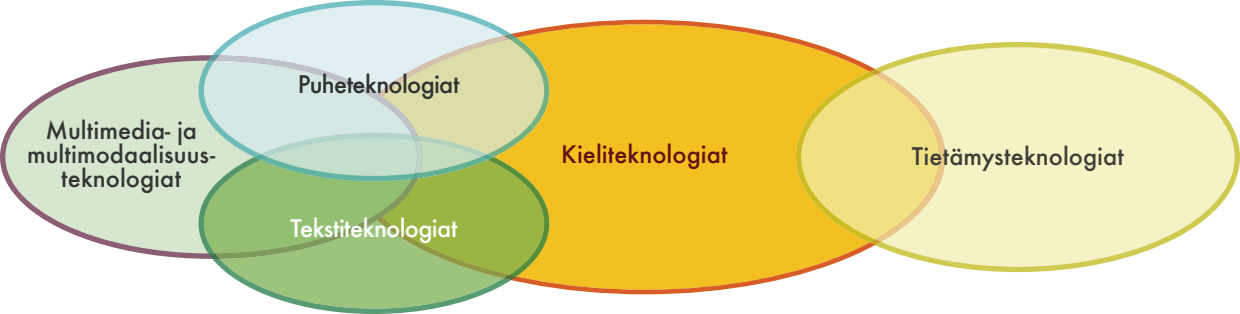 Puheteknologiat
Multimedia- ja
multimodaalisuus-
teknologiat
Kieliteknologiat
Tietämysteknologiat
Tekstiteknologiat